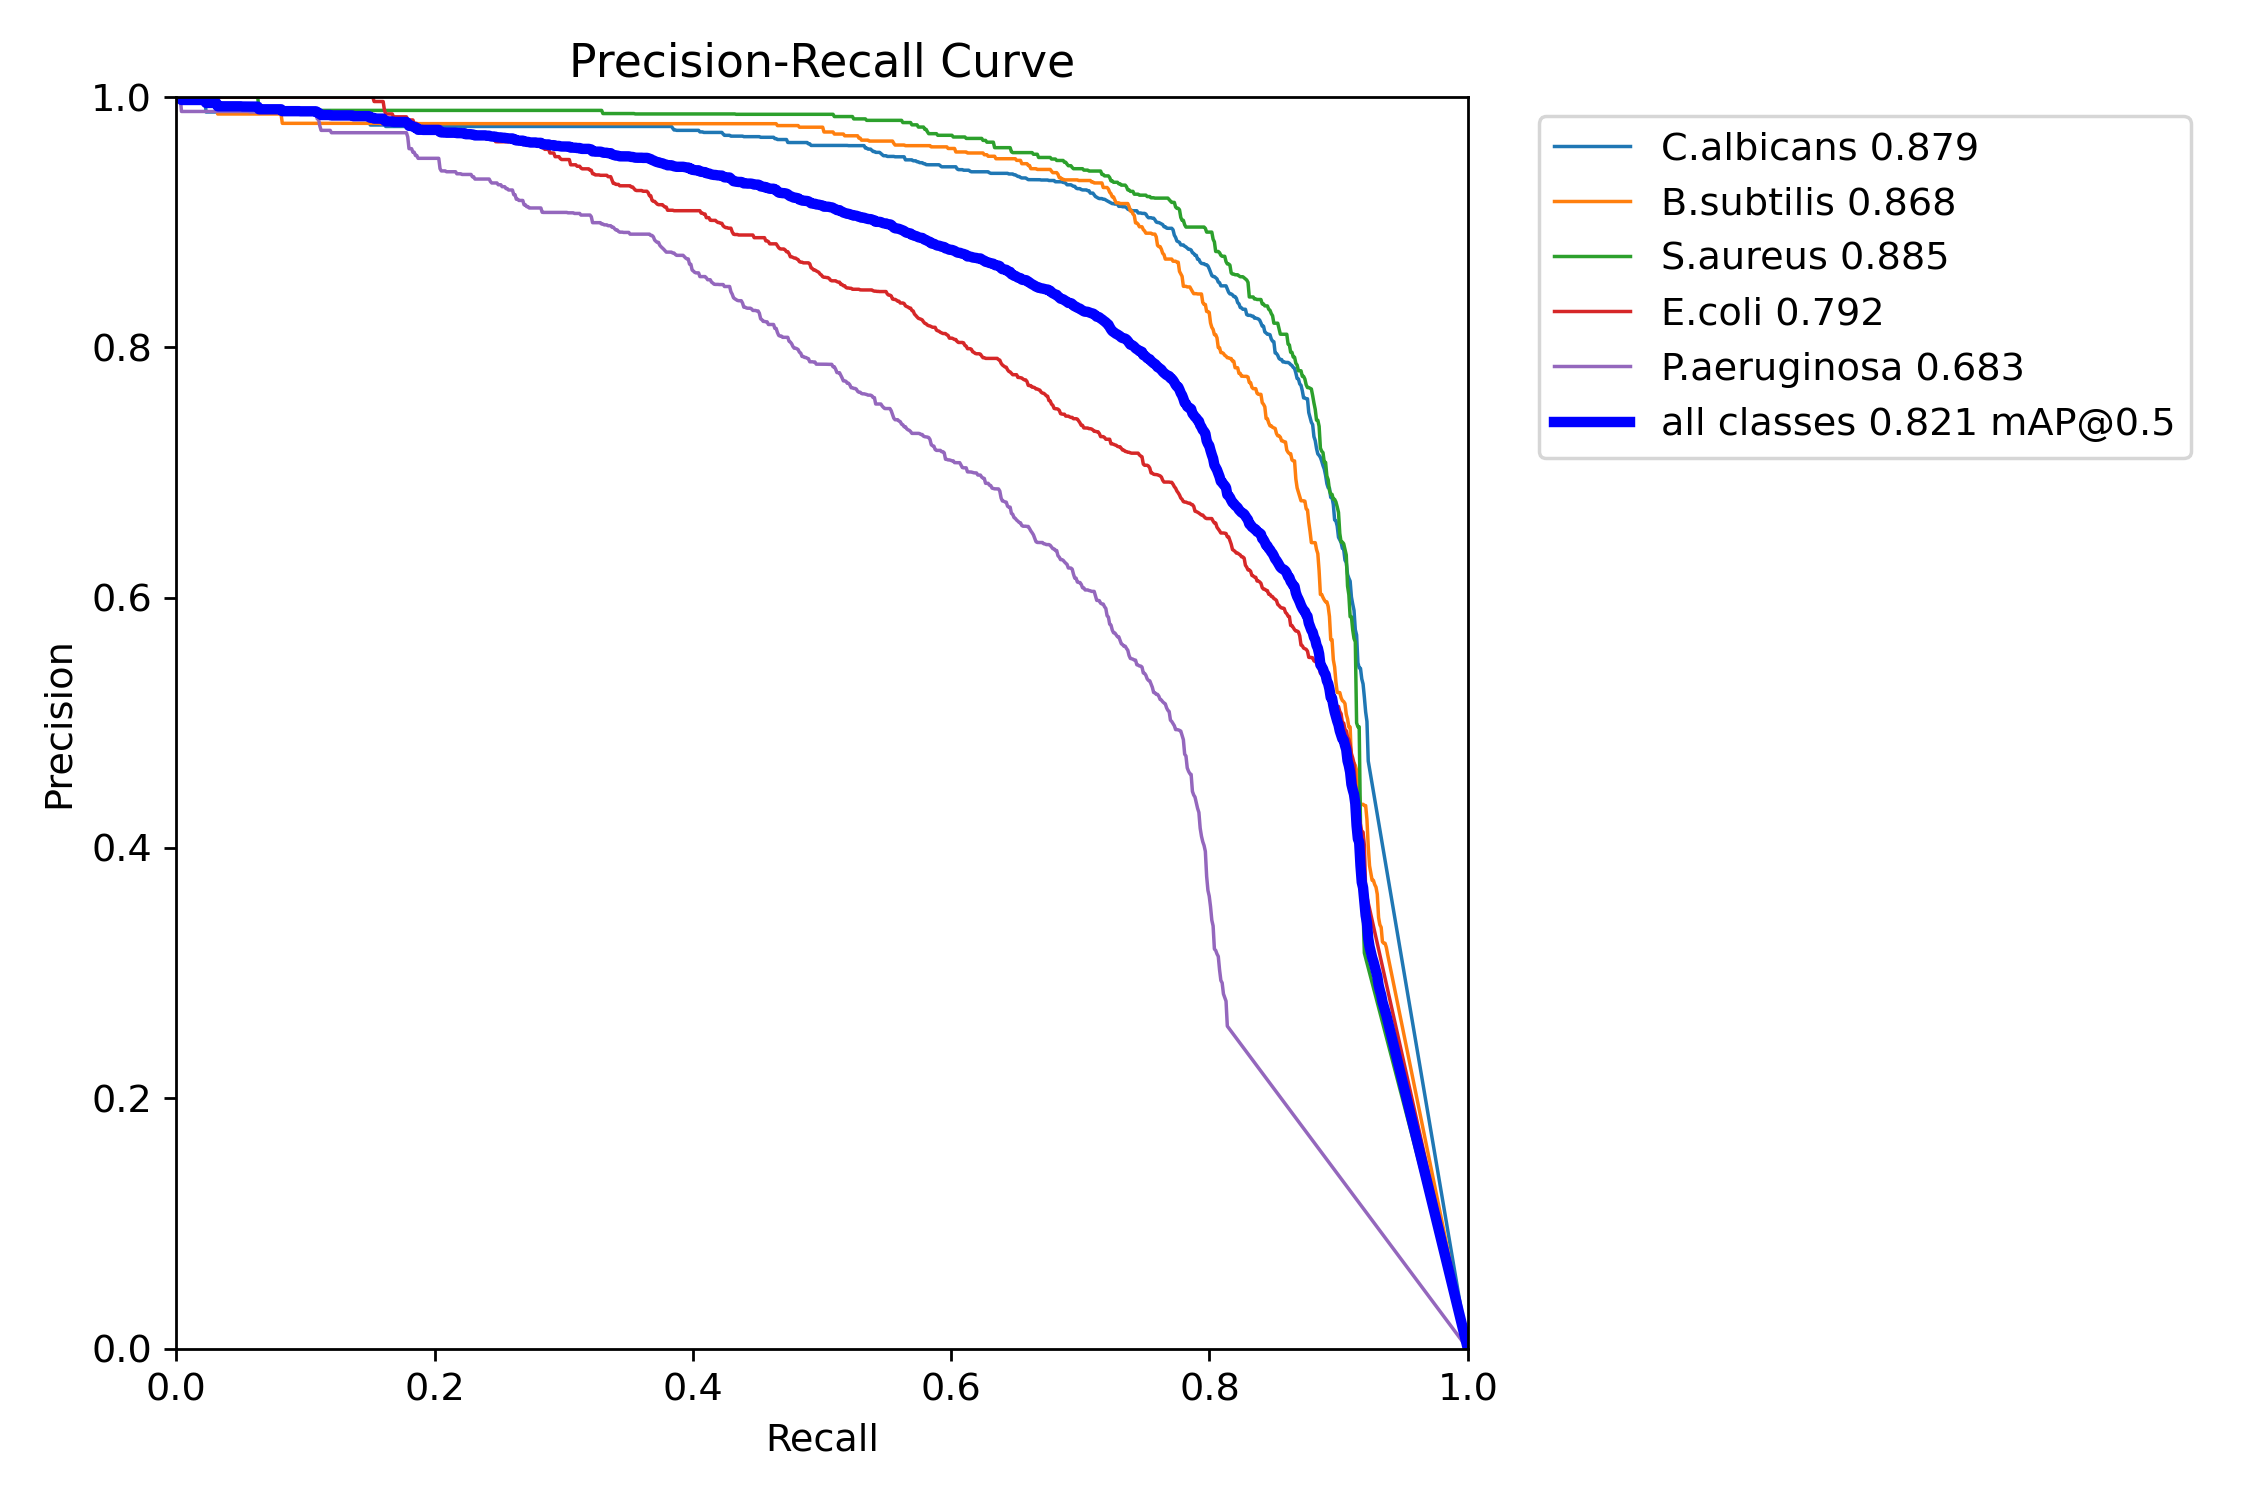 Precision-Recall Curve
1.0
0.8
0.6
0.4
0.2
0.0
Precision
0.0 0.2 0.4 0.6 0.8 1.0
Recall
C.albicans 0.879
B.subtilis 0.868
S.aureus 0.885
E.coli 0.792
P.aeruginosa 0.683
all classes 0.821 mAP@0.5